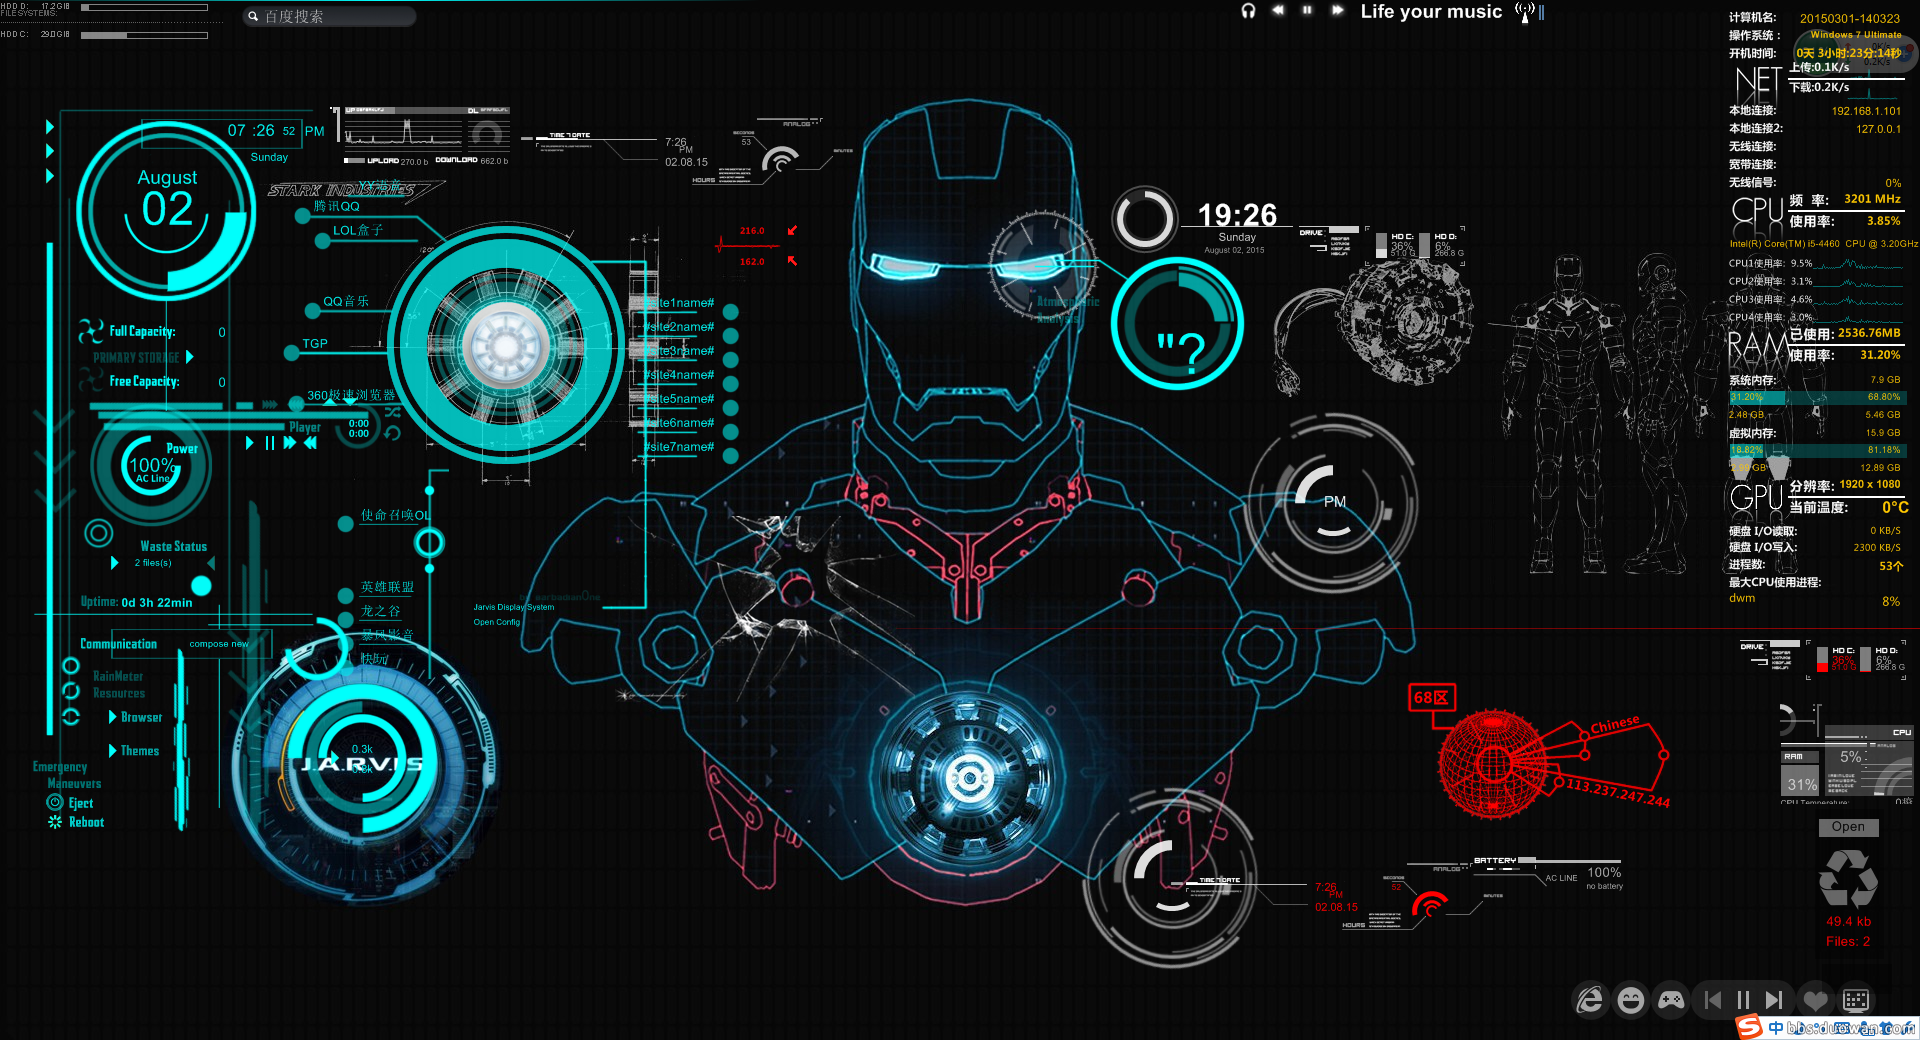 HDD D: 17.2GIB
FILE SYSTEMS:
HDD C: 29.0GIB
百度搜索
Life your music
07 :26 52 PM
Sunday
August
02
UPLOAD 270.0 b DOWNLOAD 662.0 b
TIME 7 DATE
7:26
PM
02.08.15
ANALOG
SECONDS
53
MINUTES
HOURS
STARK INDUSTRIES
腾讯QQ
LOL盒子
QQ音乐
TGP
360极速浏览器
Full Capacity: 0
PRIMARY STORAGE
Free Capacity: 0
Player
0:00
0:00
Power
100%
AC Line
Waste Status
2 files(s)
Uptime: 0d 3h 22min
Communication
compose new
RainMeter
Resources
Browser
Themes
Emergency
Maneuvers
Eject
Reboot
使命召唤OL
英雄联盟
龙之谷
暴风影音
快玩
Jarvis Display System
Open Config
0.3k
J.A.R.V.I.S
216.0
162.0
#site1name#
#site2name#
#site3name#
#site4name#
#site5name#
#site6name#
#site7name#
Atmospheric
Analysis
19:26
Sunday
August 02, 2015
"?
DRIVE
HD C:
36%
51.0 G
HD D:
6%
266.8 G
PM
计算机名: 20150301-140323
操作系统: Windows 7 Ultimate
开机时间: 0天 3小时:23分:14秒
NET
上传:0.1K/s
下载:0.2K/s
本地连接: 192.168.1.101
本地连接2: 127.0.0.1
无线连接:
宽带连接:
无线信号: 0%
CPU
频 率: 3201 MHz
使用率: 3.85%
Intel(R) Core(TM) i5-4460 CPU @ 3.20GHz
CPU1使用率: 9.5%
CPU2使用率: 3.1%
CPU3使用率: 4.6%
CPU4使用率: 3.0%
RAM
已使用: 2536.76MB
使用率: 31.20%
系统内存: 7.9 GB
31.20% 68.80%
2.48 GB 5.46 GB
虚拟内存: 15.9 GB
18.82% 81.18%
2.99 GB 12.89 GB
GPU
分辨率: 1920 x 1080
当前温度: 0°C
硬盘 I/O读取: 0 KB/S
硬盘 I/O写入: 2300 KB/S
进程数: 53个
最大CPU使用进程:
dwm 8%
DRIVE
HD C:
36%
51.0 G
HD D:
6%
266.8 G
68区
Chinese
113.237.247.244
CPU
ANALOG
5%
RAM
31%
CPU Temperature:
Open
49.4 kb
Files: 2
TIME 7 DATE
7:26
PM
02.08.15
ANALOG
SECONDS
52
MINUTES
HOURS
BATTERY
AC LINE
100%
no battery
中
bbs.duowan.com